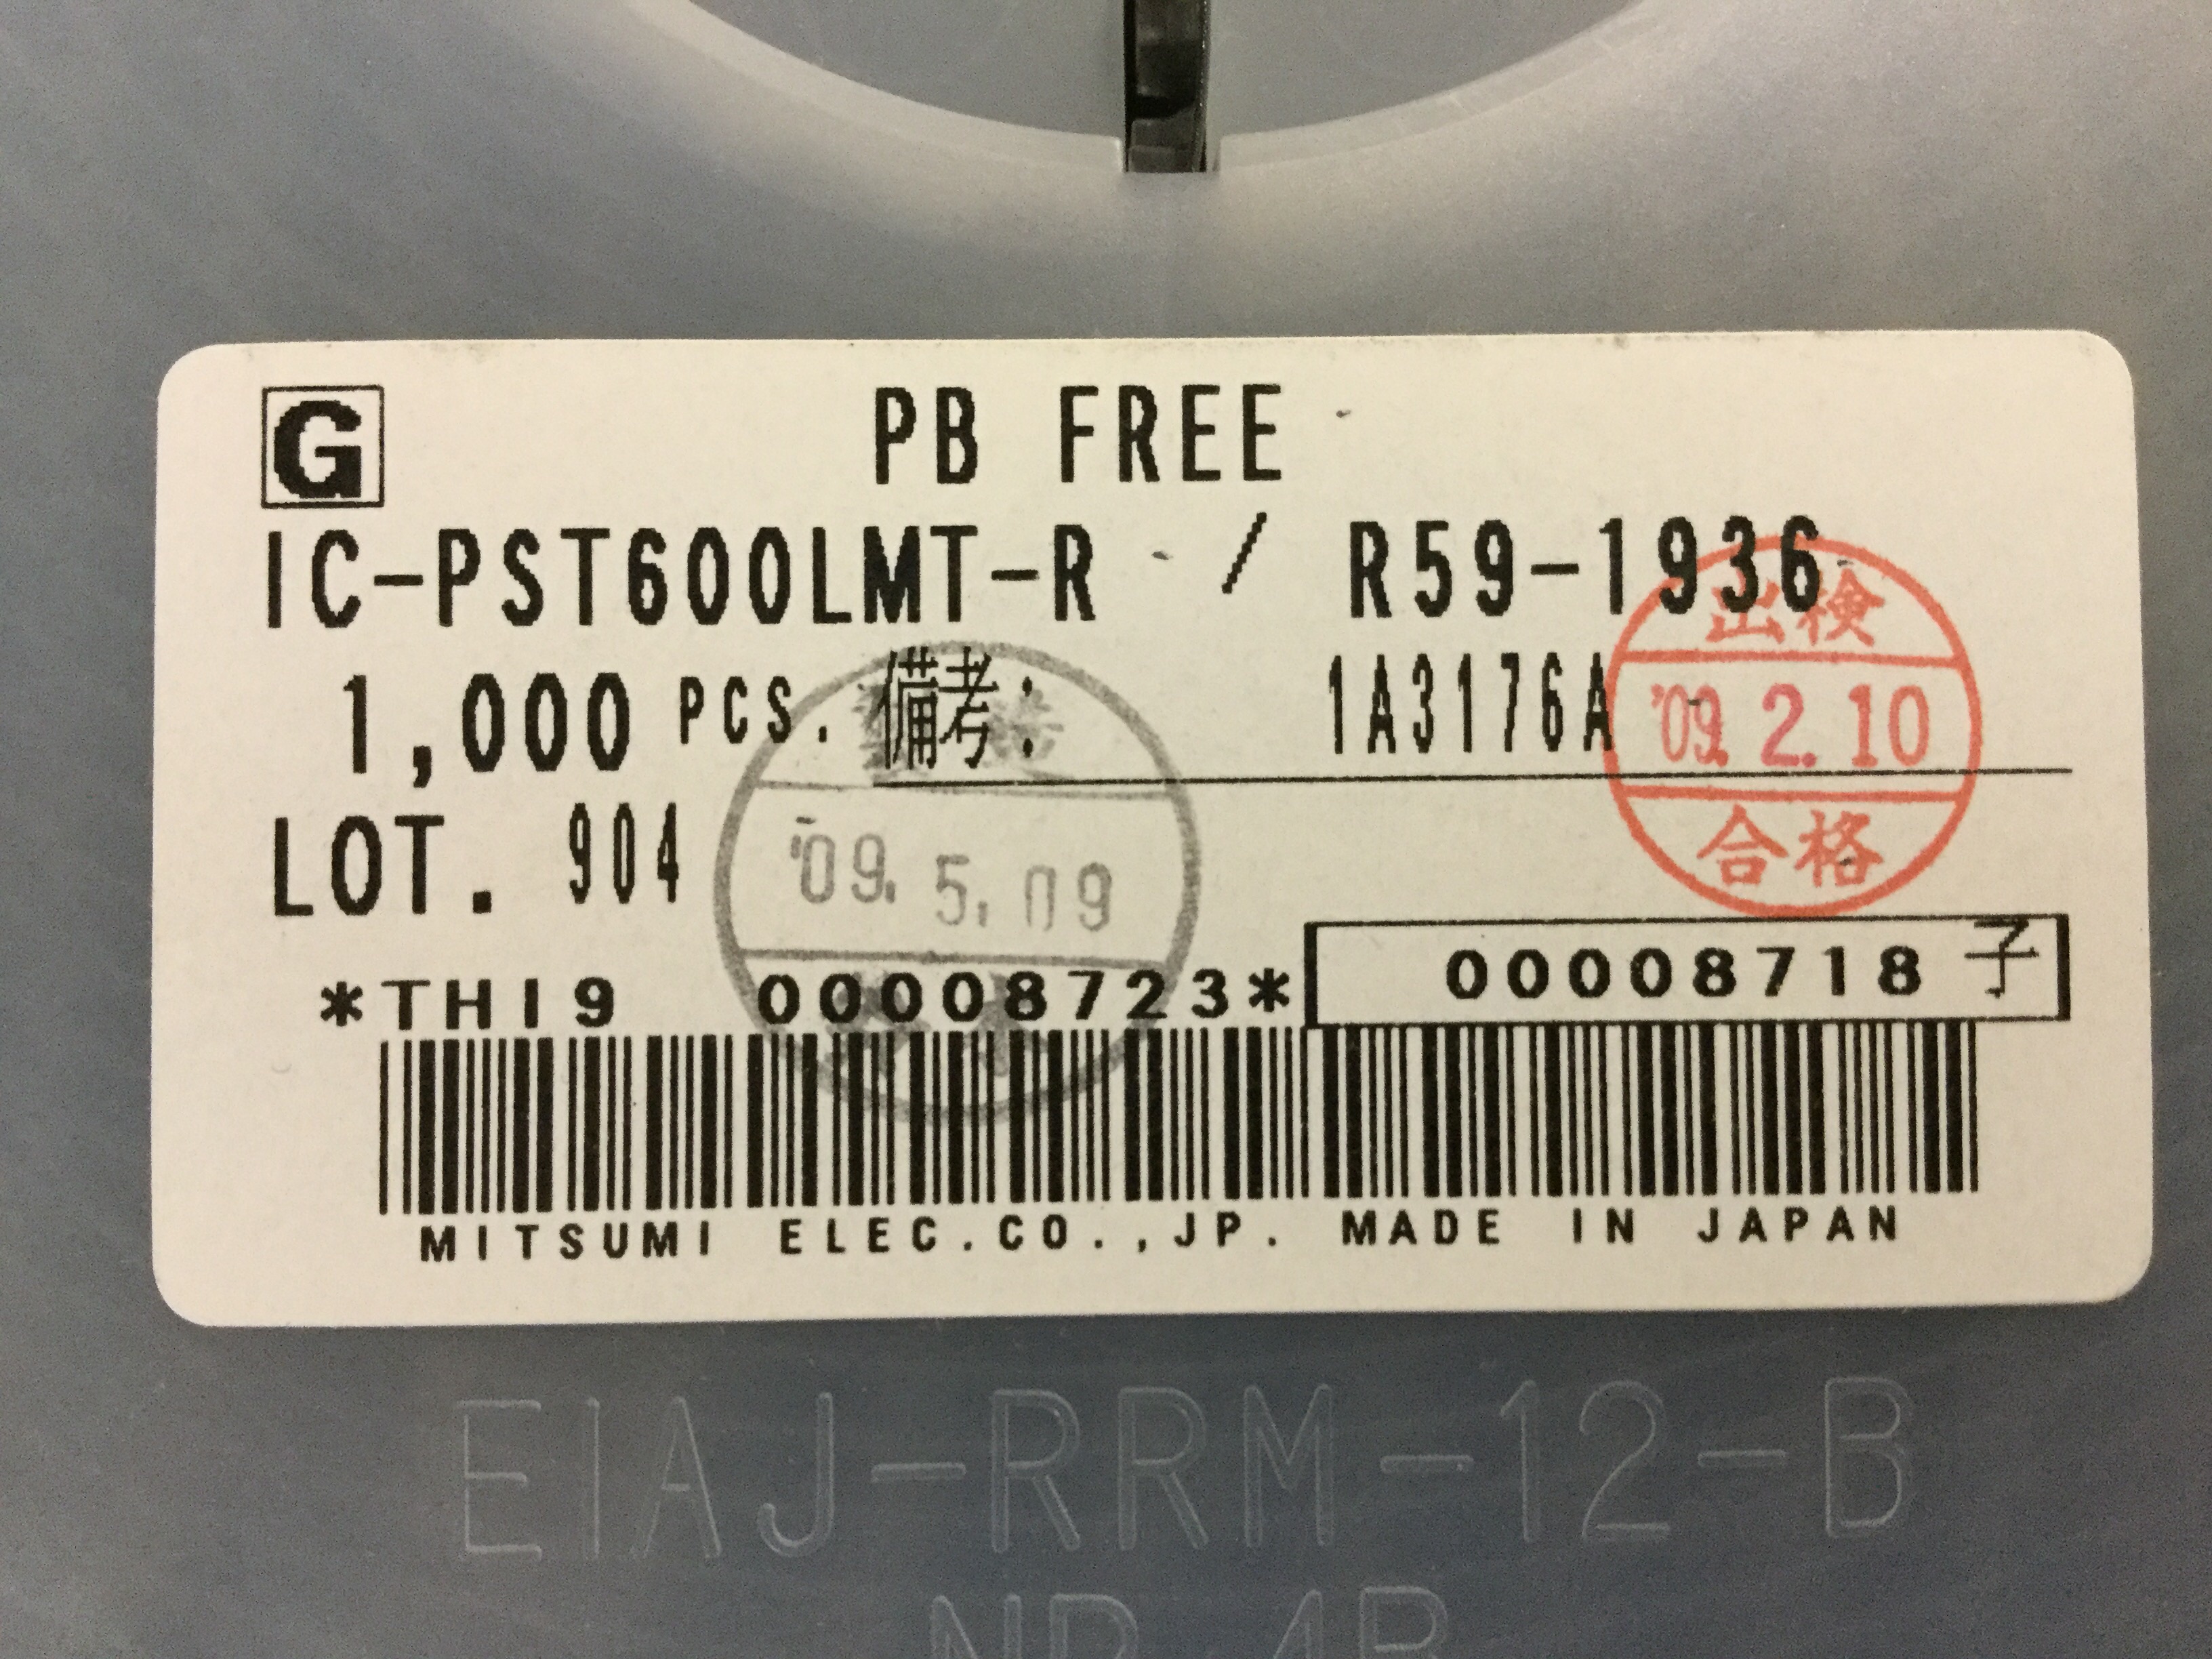 G PB FREE
IC-PST600LMT-R / R59-1936
出検
1,000 PCS. 備考: 1A3176A
'09. 2. 10
合格
LOT. 904
'09. 5. 09
*THI9 00008723* 00008718 子
MITSUMI ELEC.CO.,JP. MADE IN JAPAN
EIAJ-RRM-12-B